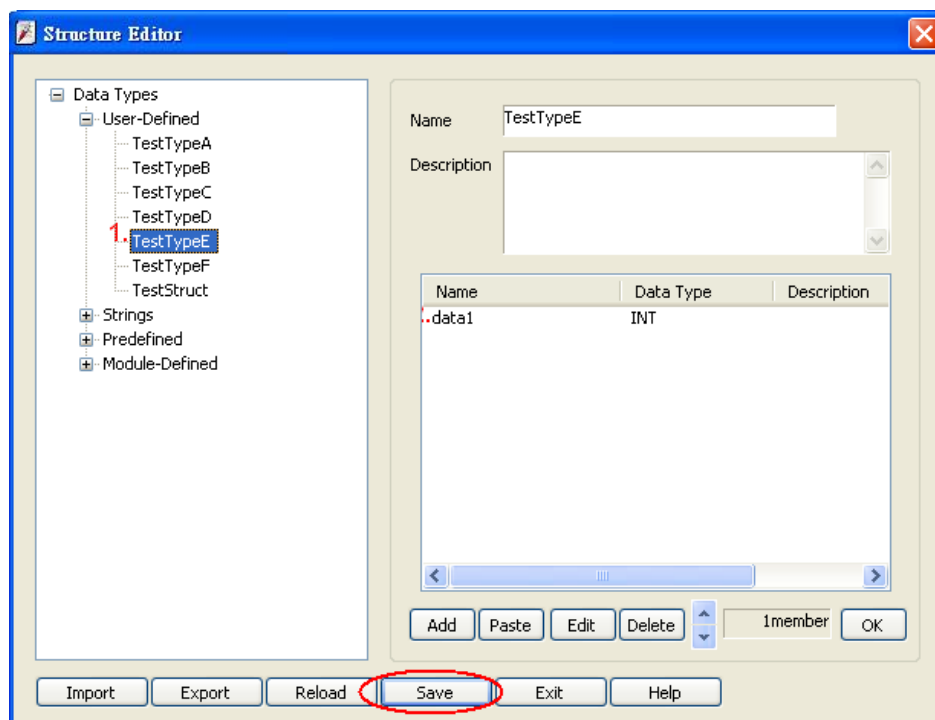 Structure Editor
Data Types
User-Defined
TestTypeA
TestTypeB
TestTypeC
TestTypeD
1. TestTypeE
TestTypeF
TestStruct
Strings
Predefined
Module-Defined
Name TestTypeE
Description
Name Data Type Description
data1 INT
Add Paste Edit Delete 1member OK
Import Export Reload Save Exit Help